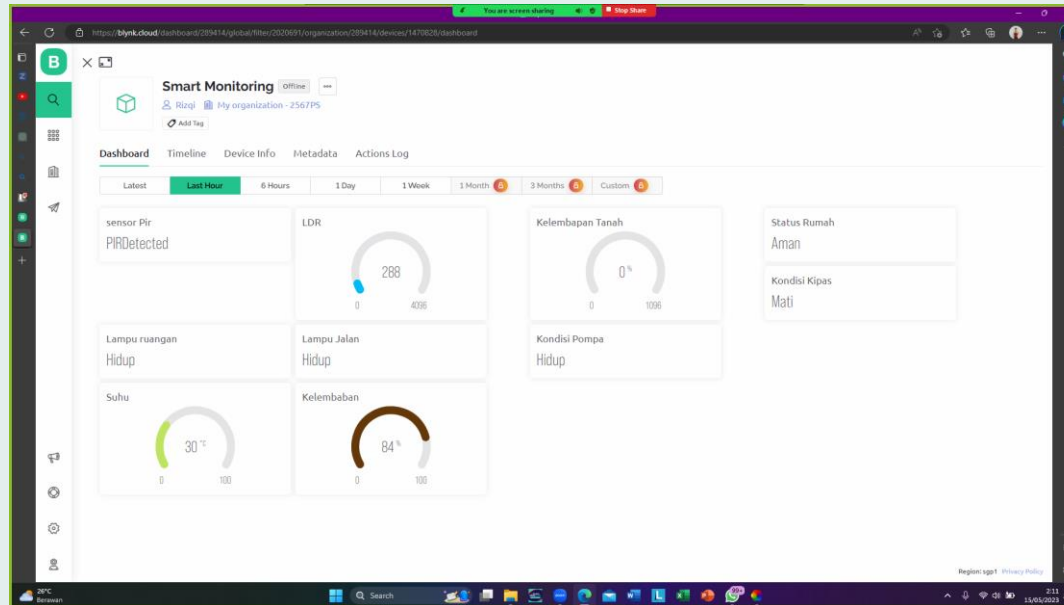 You are screen sharing
Stop Share
https://blynk.cloud/dashboard/289414/global/filter/2020691/organization/289414/devices/1470828/dashboard
B
Smart Monitoring Offline
Rizqi My organization - 2567PS
Add Tag
Dashboard Timeline Device Info Metadata Actions Log
Latest Last Hour 6 Hours 1 Day 1 Week 1 Month 3 Months Custom
sensor Pir
PIRDetected
LDR
288
0 4096
Kelembapan Tanah
0 %
0 1096
Status Rumah
Aman
Kondisi Kipas
Mati
Lampu ruangan
Hidup
Lampu Jalan
Hidup
Kondisi Pompa
Hidup
Suhu
30 °C
0 100
Kelembaban
84 %
0 100
Region: sgp1 Privacy Policy
26°C
Berawan
Search
99+
2:11
15/05/2023